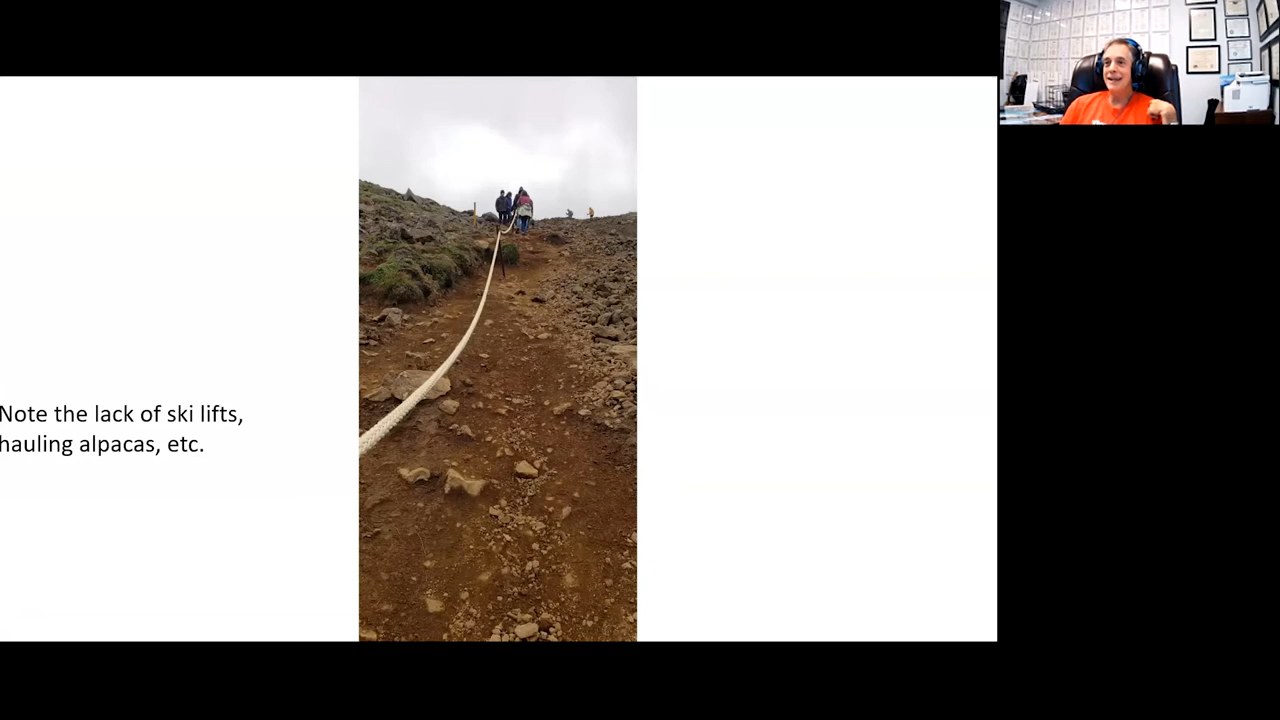 Note the lack of ski lifts,
hauling alpacas, etc.